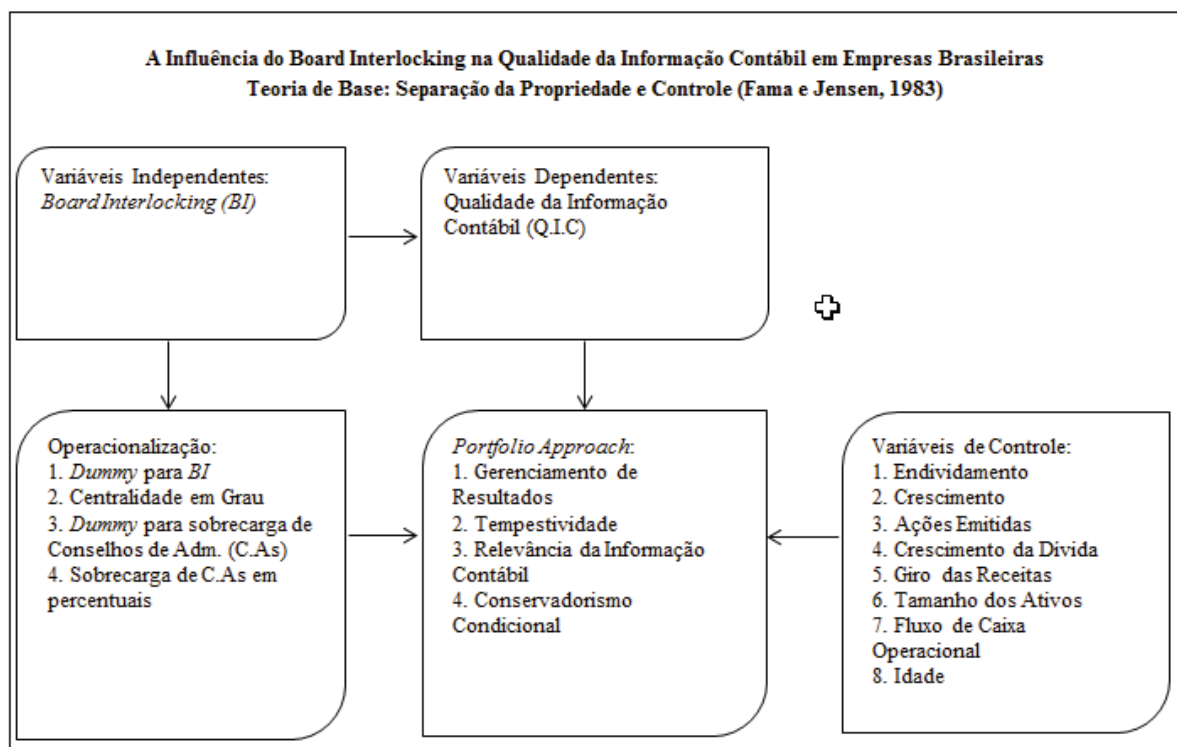 A Influência do Board Interlocking na Qualidade da Informação Contábil em Empresas Brasileiras
Teoria de Base: Separação da Propriedade e Controle (Fama e Jensen, 1983)
Variáveis Independentes:
Board Interlocking (BI)
Variáveis Dependentes:
Qualidade da Informação
Contábil (Q.I.C)
Operacionalização:
1. Dummy para BI
2. Centralidade em Grau
3. Dummy para sobrecarga de
Conselhos de Adm. (C.As)
4. Sobrecarga de C.As em
percentuais
Portfolio Approach:
1. Gerenciamento de
Resultados
2. Tempestividade
3. Relevância da Informação
Contábil
4. Conservadorismo
Condicional
Variáveis de Controle:
1. Endividamento
2. Crescimento
3. Ações Emitidas
4. Crescimento da Dívida
5. Giro das Receitas
6. Tamanho dos Ativos
7. Fluxo de Caixa
Operacional
8. Idade